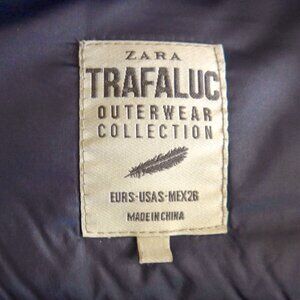 ZARA
TRAFALUC
OUTERWEAR
COLLECTION
EURS-USAS-MEX26
MADE IN CHINA